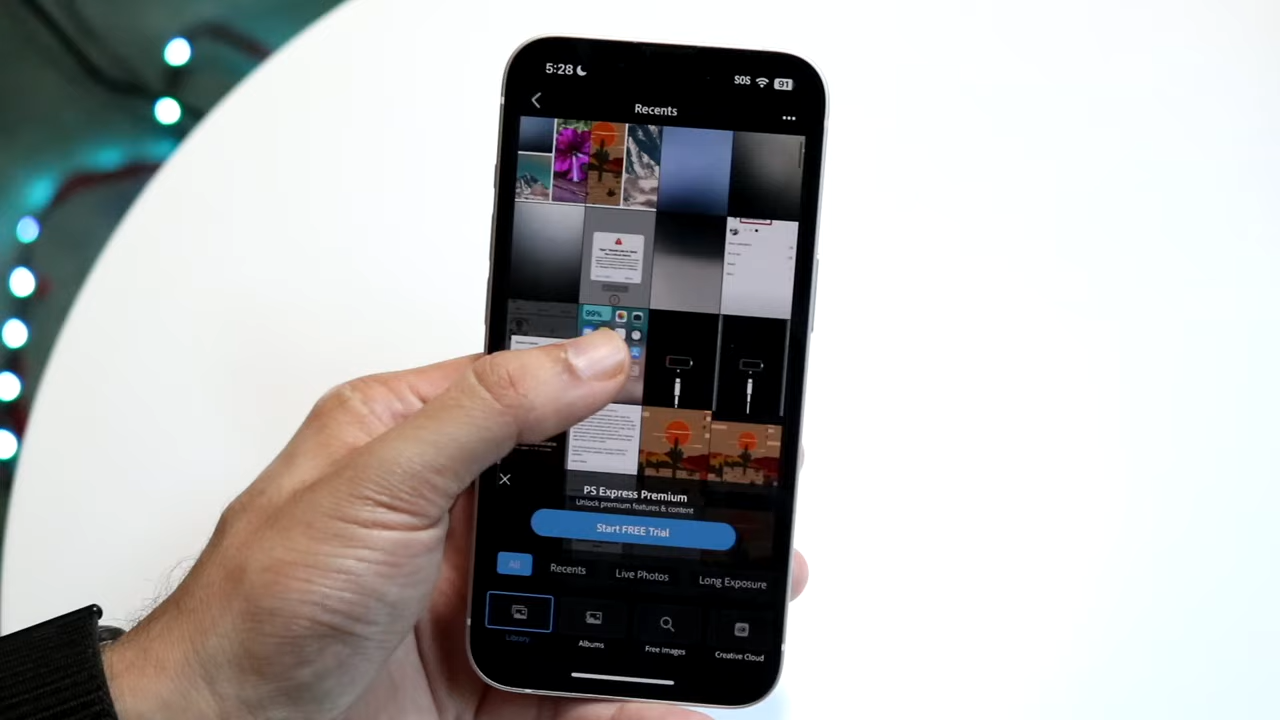 5:28
SOS
91
Recents
99%
PS Express Premium
Unlock premium features & content
Start FREE Trial
All
Recents
Live Photos
Long Exposure
Library
Albums
Free Images
Creative Cloud